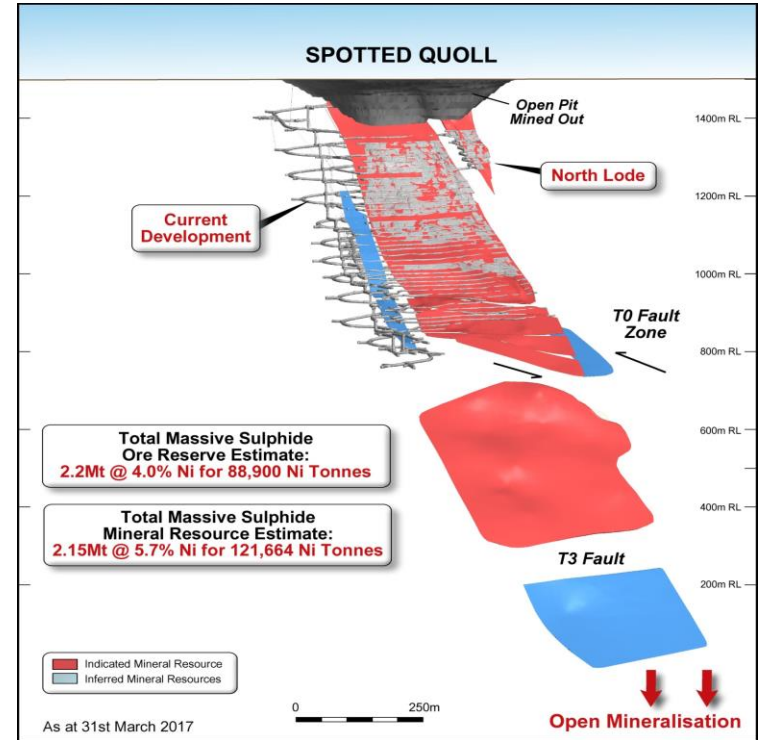 SPOTTED QUOLL
Open Pit
Mined Out
1400m RL
North Lode
1200m RL
Current
Development
1000m RL
T0 Fault
Zone
800m RL
600m RL
Total Massive Sulphide
Ore Reserve Estimate:
2.2Mt @ 4.0% Ni for 88,900 Ni Tonnes
400m RL
Total Massive Sulphide
Mineral Resource Estimate:
2.15Mt @ 5.7% Ni for 121,664 Ni Tonnes
T3 Fault
200m RL
Indicated Mineral Resource
Inferred Mineral Resources
0
250m
As at 31st March 2017
Open Mineralisation